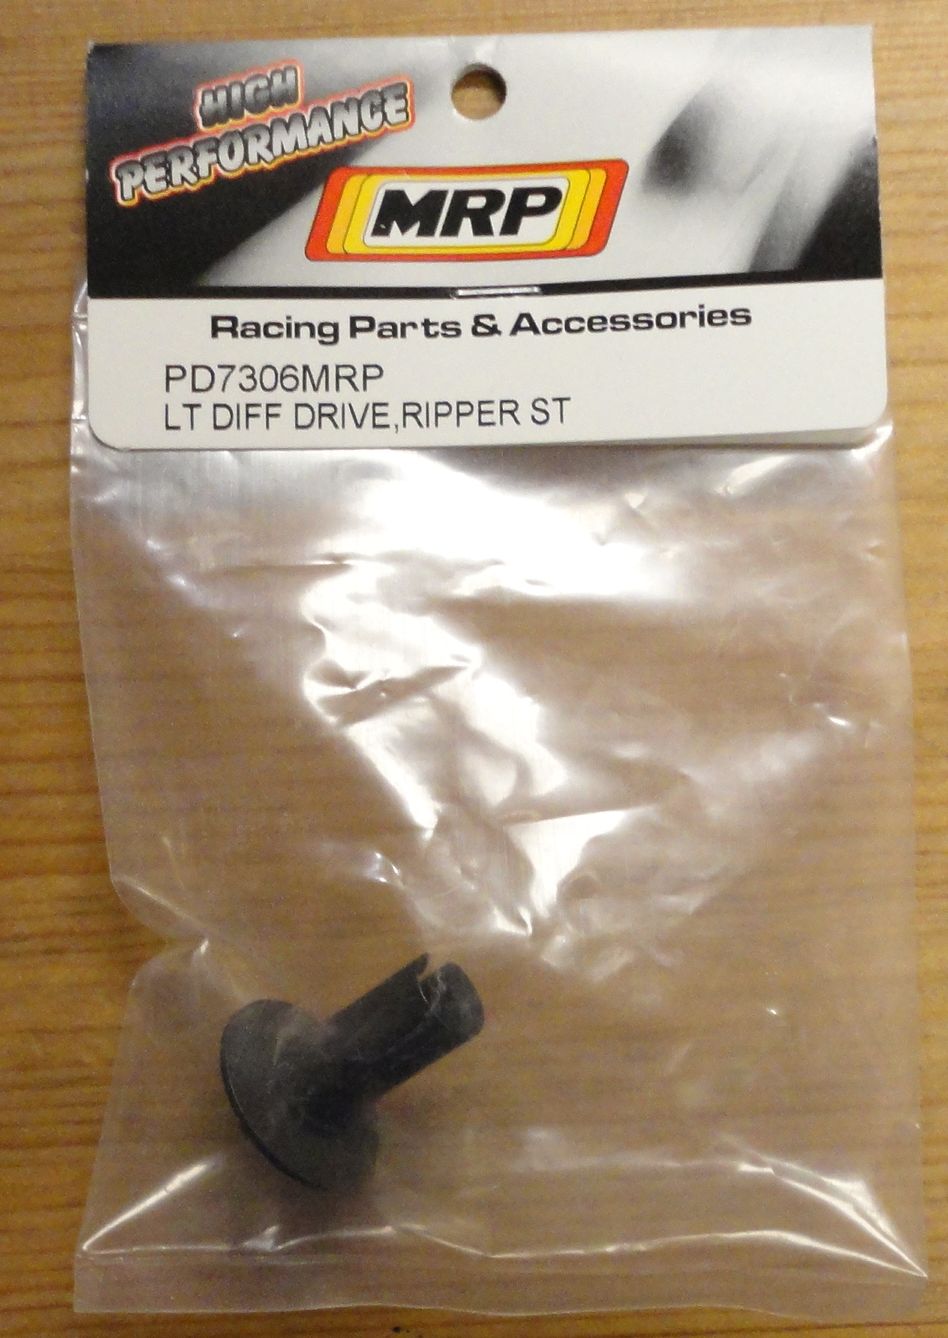 HIGH
PERFORMANCE
MRP
Racing Parts & Accessories
PD7306MRP
LT DIFF DRIVE,RIPPER ST